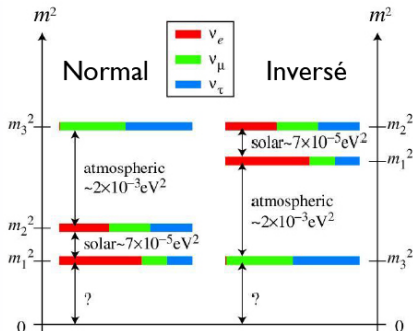 m²
ν_e
ν_μ
ν_τ
m²
Normal
Inversé
m₃²
atmospheric
~2×10⁻³eV²
m₂²
solar~7×10⁻⁵eV²
m₁²
?
0
m₂²
solar~7×10⁻⁵eV²
m₁²
atmospheric
~2×10⁻³eV²
m₃²
?
0